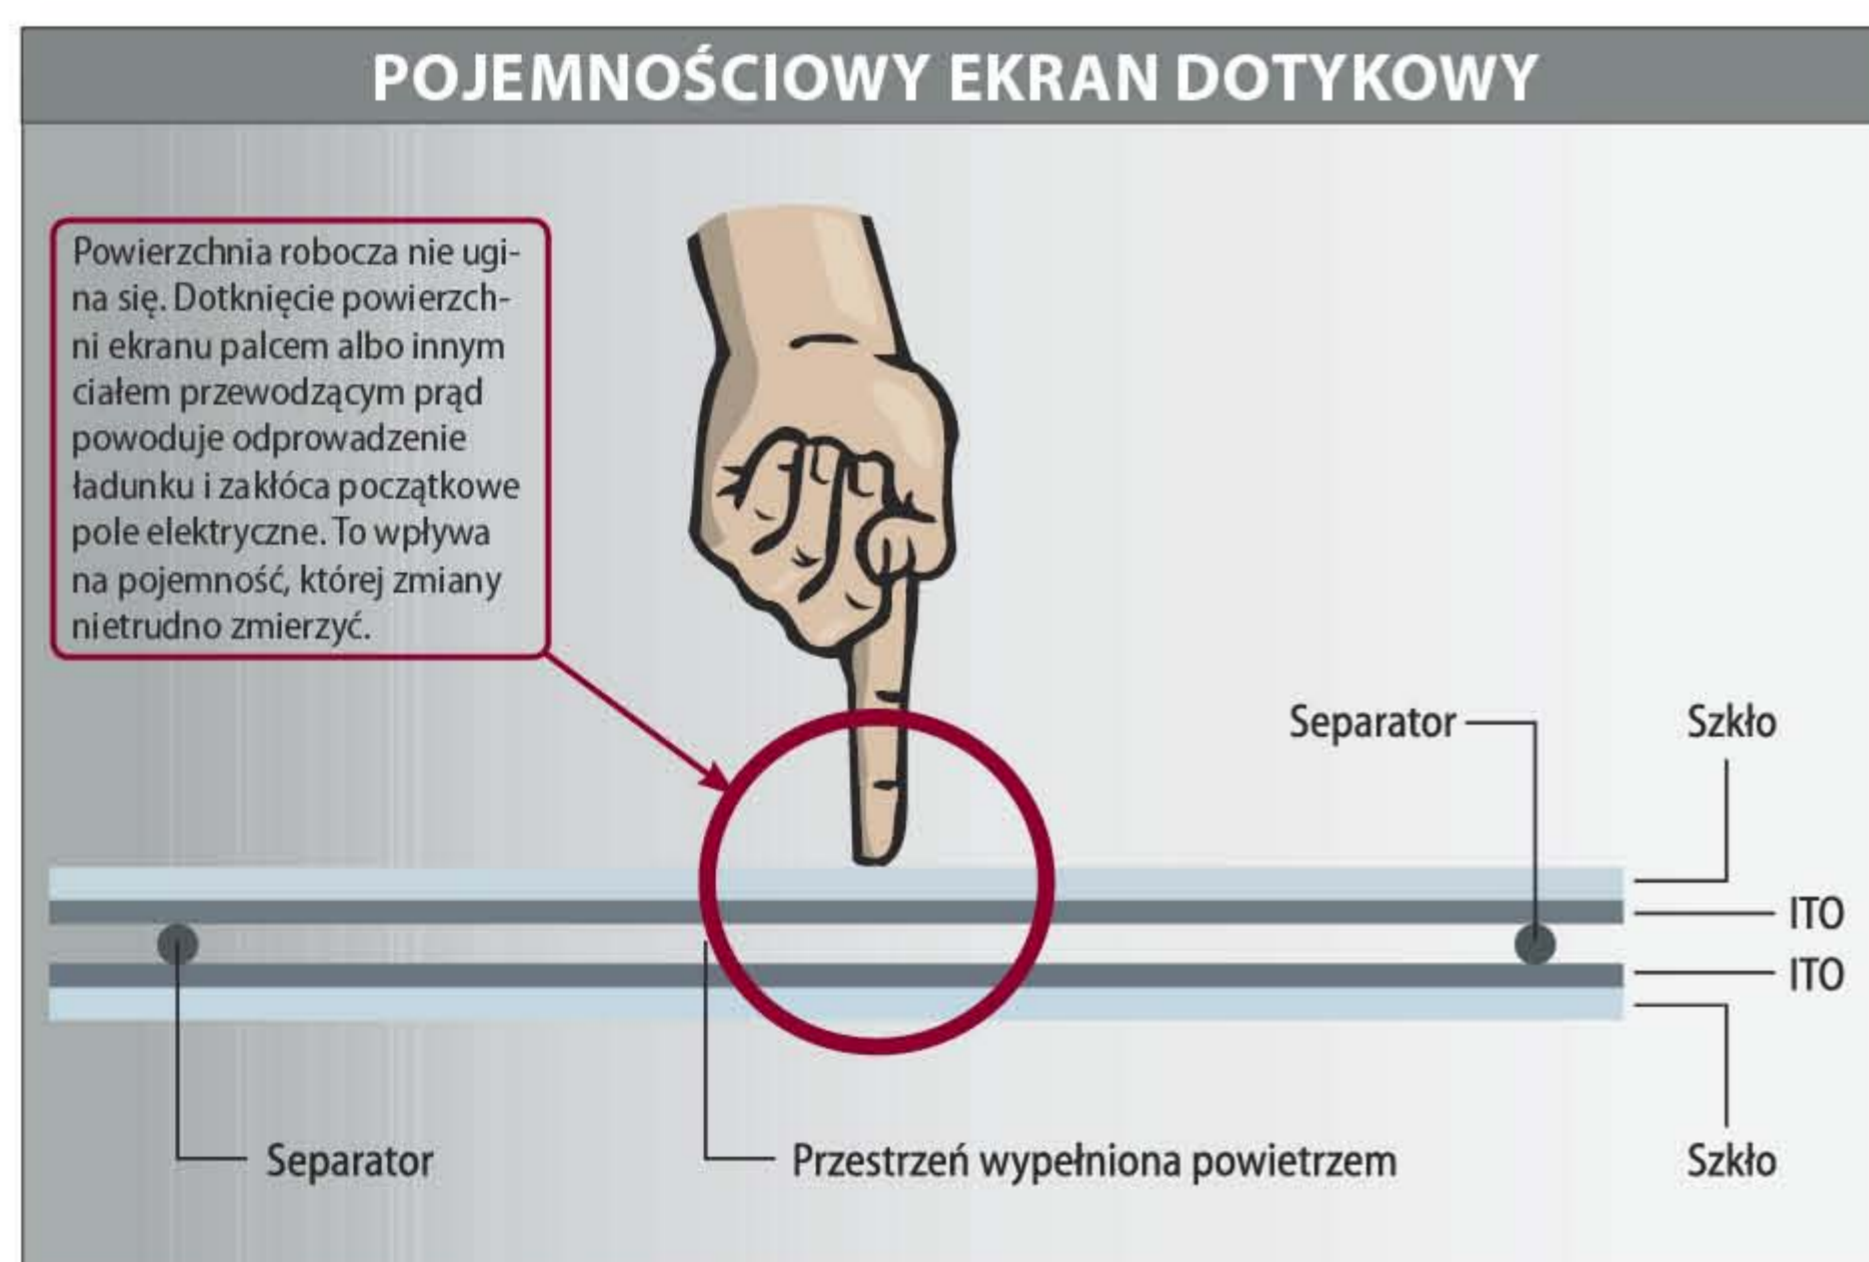 POJEMNOŚCIOWY EKRAN DOTYKOWY
Powierzchnia robocza nie ugi-
na się. Dotknięcie powierzch-
ni ekranu palcem albo innym
ciałem przewodzącym prąd
powoduje odprowadzenie
ładunku i zakłóca początkowe
pole elektryczne. To wpływa
na pojemność, której zmiany
nietrudno zmierzyć.
Separator
Szkło
ITO
ITO
Separator
Przestrzeń wypełniona powietrzem
Szkło